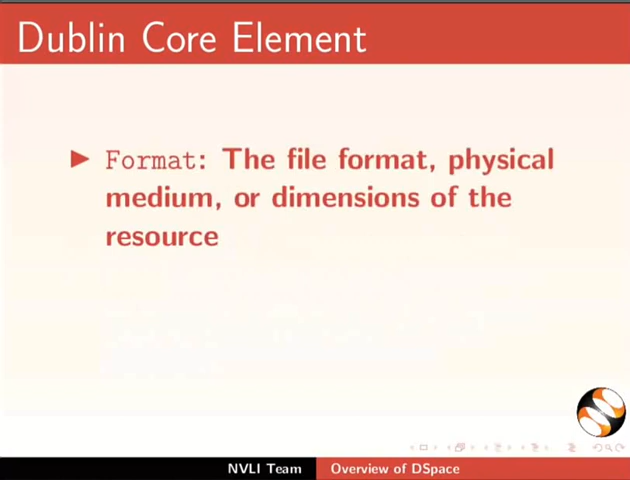 Dublin Core Element
Format: The file format, physical
medium, or dimensions of the
resource
NVLI Team
Overview of DSpace